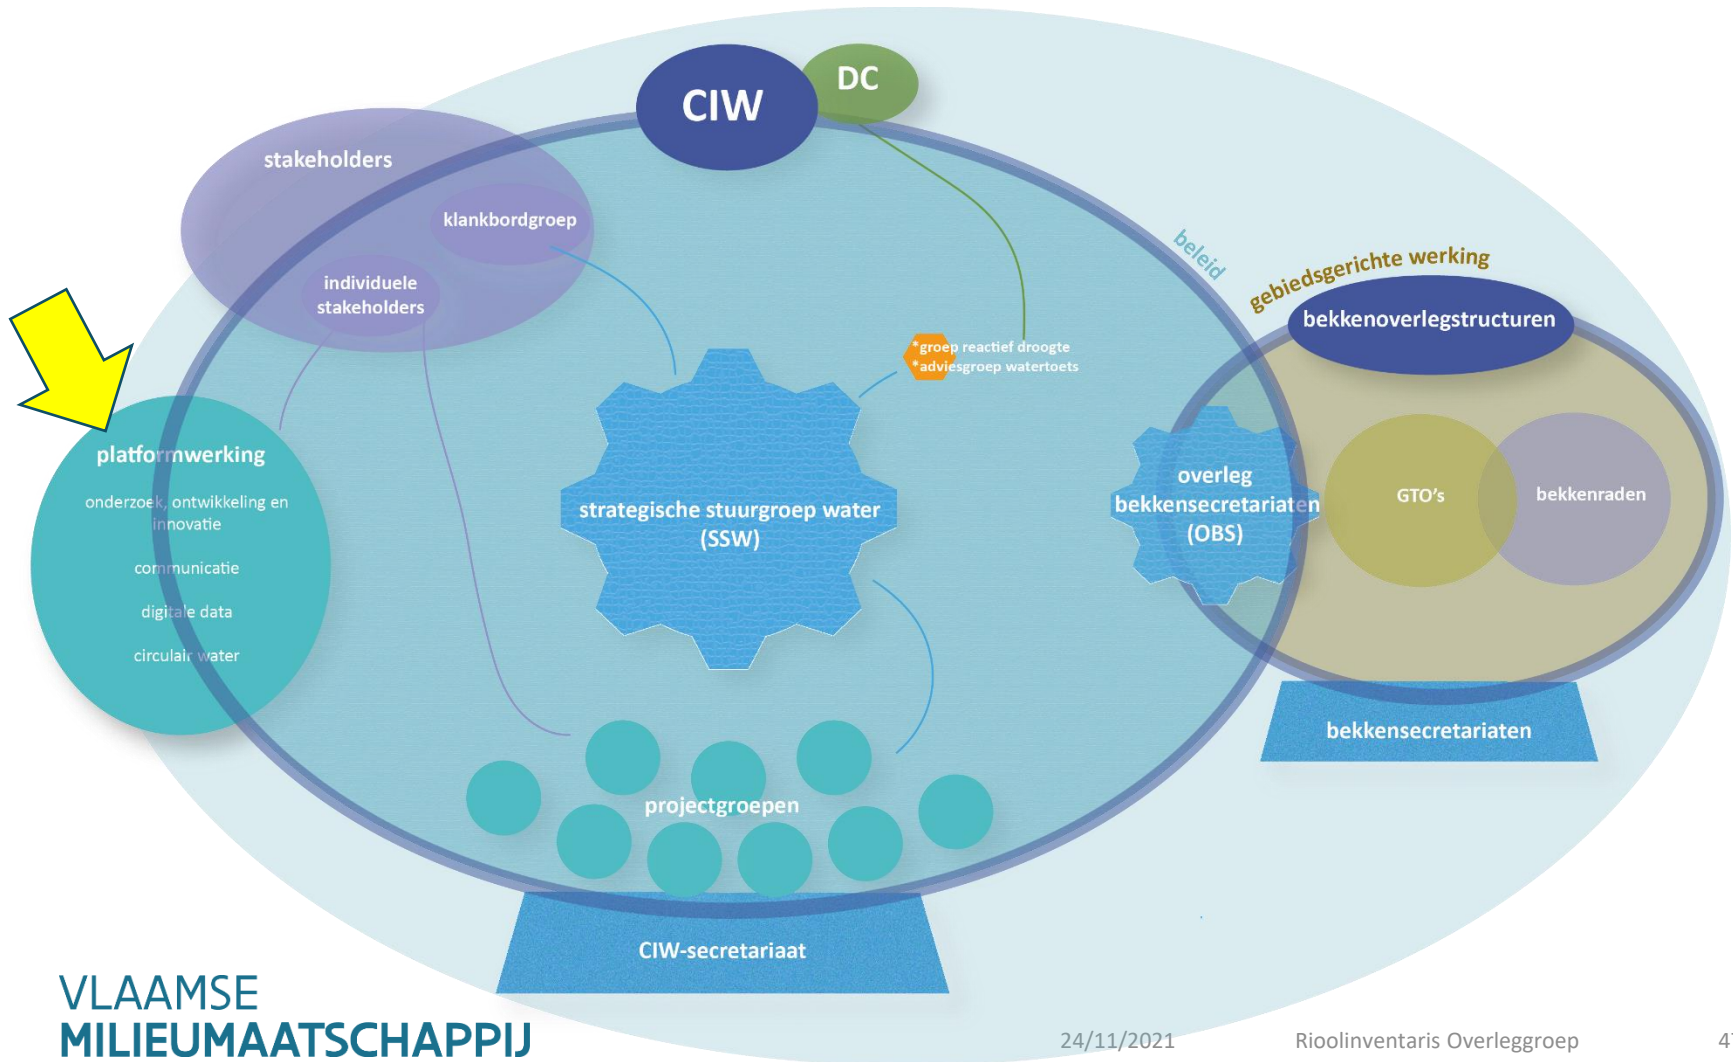 CIW
DC
stakeholders
klankbordgroep
individuele
stakeholders
beleid
gebiedsgerichte werking
bekkenoverlegstructuren
*groep reactief droogte
*adviesgroep watertoets
platformwerking
onderzoek, ontwikkeling en
innovatie
communicatie
digitale data
circulair water
strategische stuurgroep water
(SSW)
overleg
bekkensecretariaten
(OBS)
GTO's
bekkenraden
bekkensecretariaten
projectgroepen
CIW-secretariaat
VLAAMSE
MILIEUMAATSCHAPPIJ
24/11/2021
Rioolinventaris Overleggroep